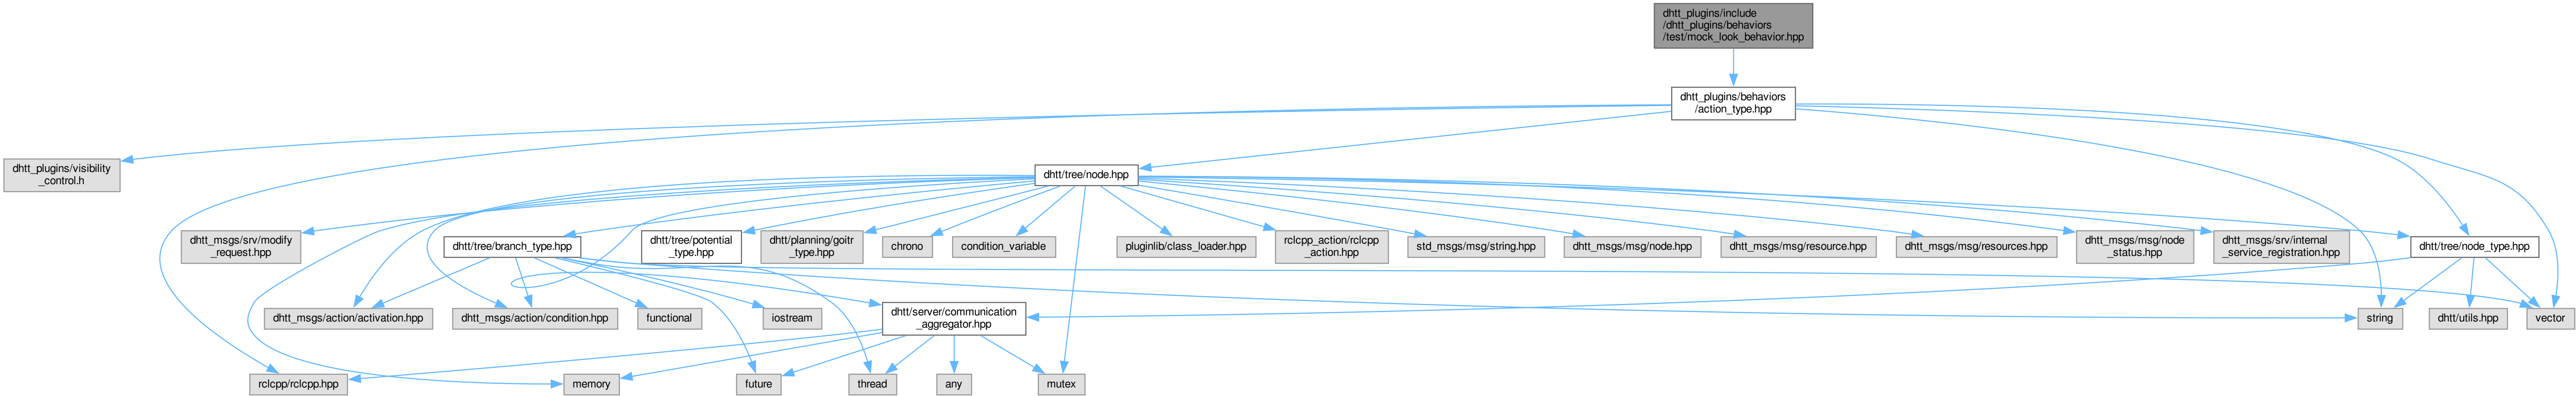 dhtt_plugins/include
/dhtt_plugins/behaviors
/test/mock_look_behavior.hpp
dhtt_plugins/behaviors
/action_type.hpp
dhtt_plugins/visibility
_control.h
dhtt/tree/node.hpp
dhtt_msgs/srv/modify
_request.hpp
dhtt/tree/branch_type.hpp
dhtt/tree/potential
_type.hpp
dhtt/planning/goitr
_type.hpp
chrono
condition_variable
pluginlib/class_loader.hpp
rclcpp_action/rclcpp
_action.hpp
std_msgs/msg/string.hpp
dhtt_msgs/msg/node.hpp
dhtt_msgs/msg/resource.hpp
dhtt_msgs/msg/resources.hpp
dhtt_msgs/msg/node
_status.hpp
dhtt_msgs/srv/internal
_service_registration.hpp
dhtt/tree/node_type.hpp
dhtt_msgs/action/activation.hpp
dhtt_msgs/action/condition.hpp
functional
iostream
dhtt/server/communication
_aggregator.hpp
string
dhtt/utils.hpp
vector
rclcpp/rclcpp.hpp
memory
future
thread
any
mutex